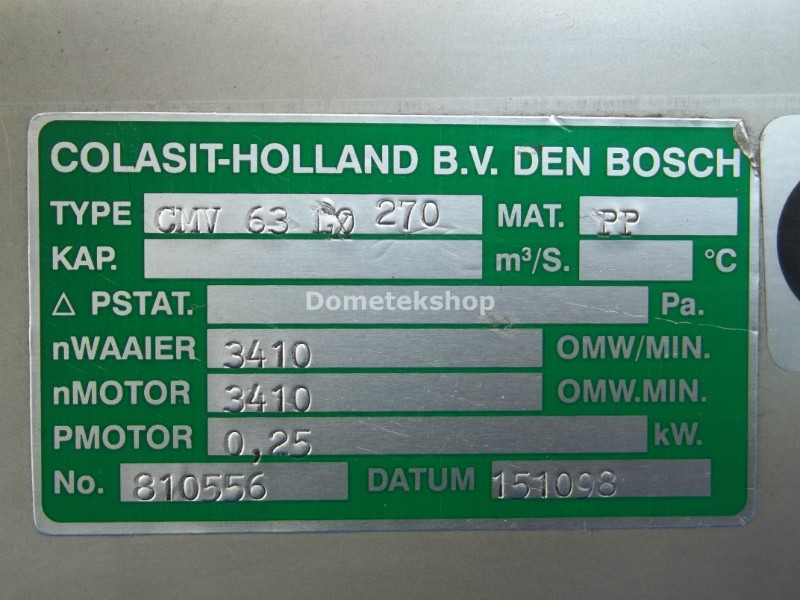 COLASIT-HOLLAND B.V. DEN BOSCH
TYPE CMV 63 LØ 270 MAT. PP
KAP. m³/S. °C
Δ PSTAT. Pa.
Dometekshop
nWAAIER 3410 OMW/MIN.
nMOTOR 3410 OMW.MIN.
PMOTOR 0,25 kW.
No. 810556 DATUM 151098